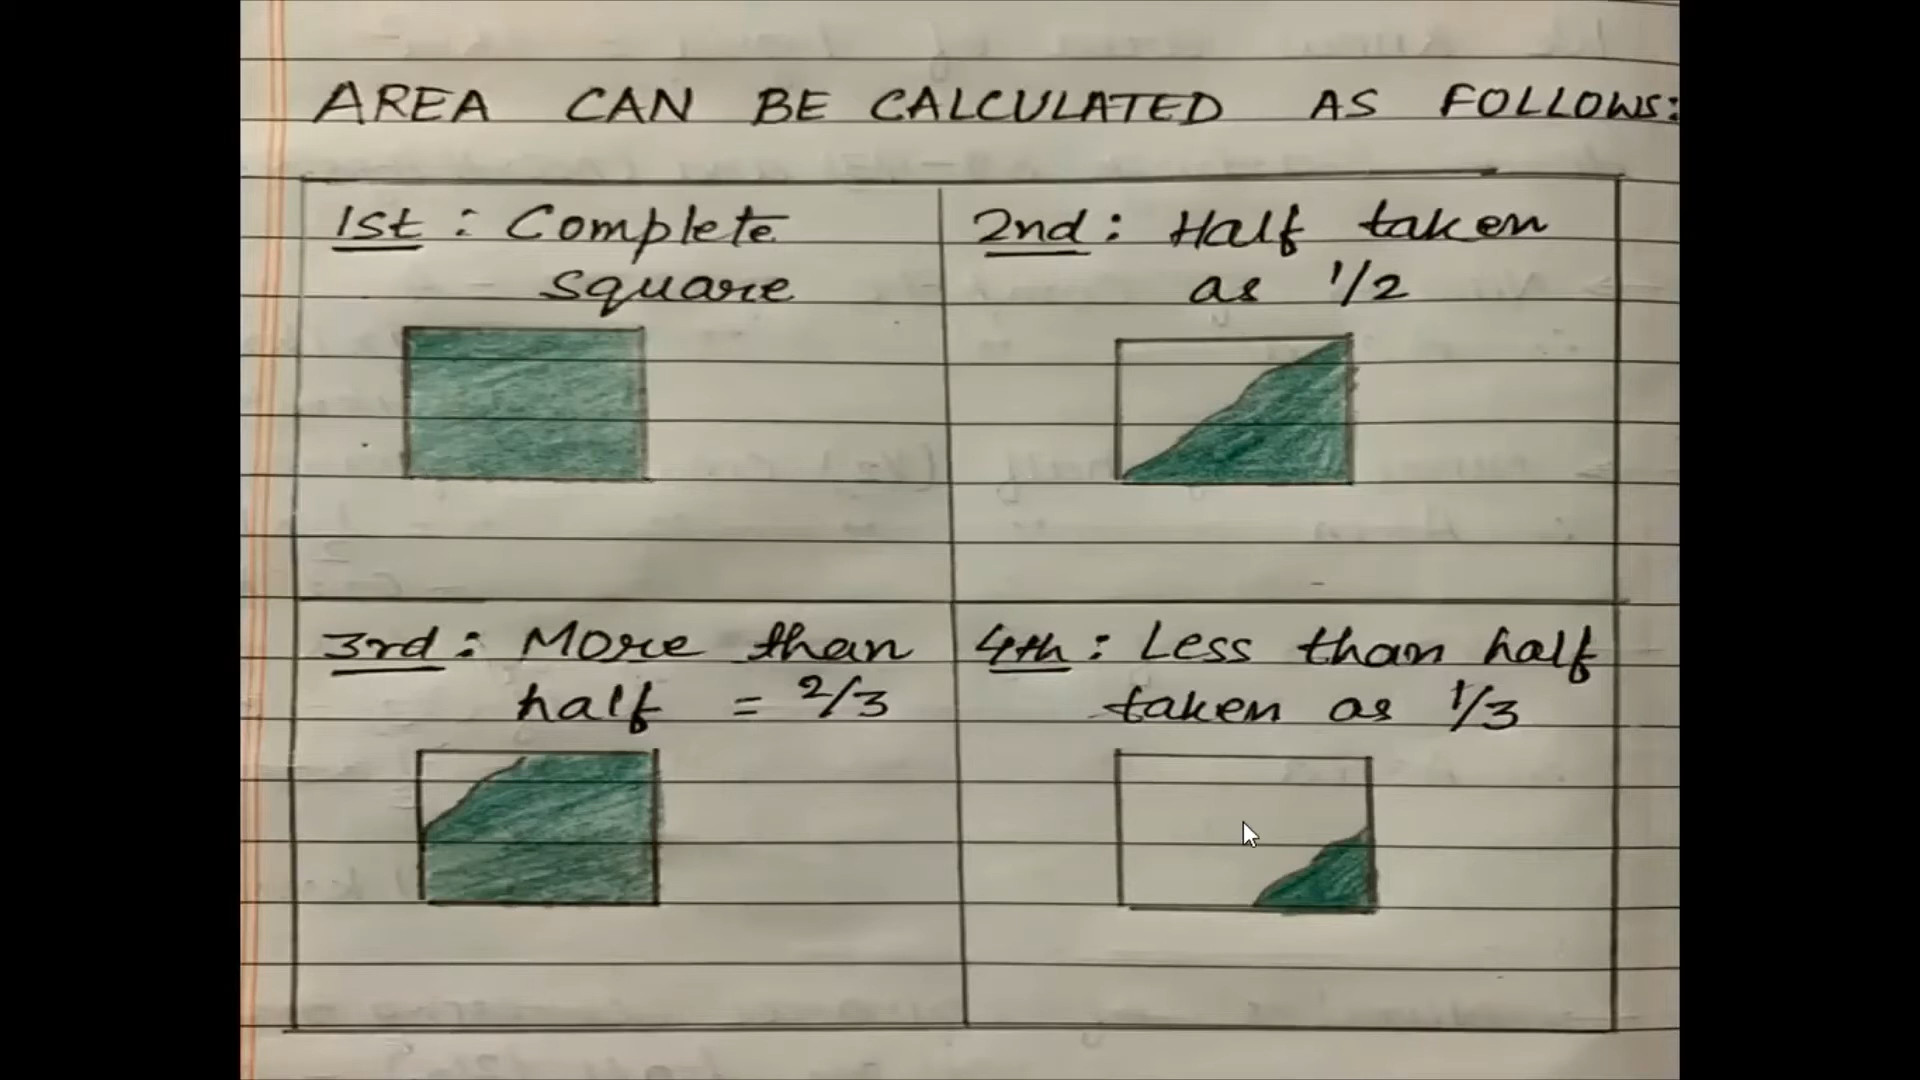 AREA CAN BE CALCULATED AS FOLLOWS:
1st : Complete
square
2nd : Half taken
as 1/2
3rd : More than
half = 2/3
4th : Less than half
taken as 1/3